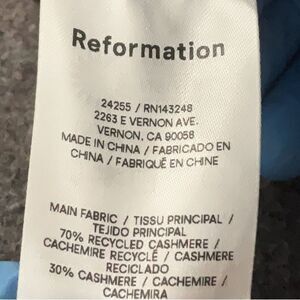 Reformation
24255 / RN143248
2263 E VERNON AVE.
VERNON, CA 90058
MADE IN CHINA / FABRICADO EN
CHINA / FABRIQUÉ EN CHINE
MAIN FABRIC / TISSU PRINCIPAL /
TEJIDO PRINCIPAL
70% RECYCLED CASHMERE /
CACHEMIRE RECYCLÉ / CASHMERE
RECICLADO
30% CASHMERE / CACHEMIRE /
CACHEMIRA